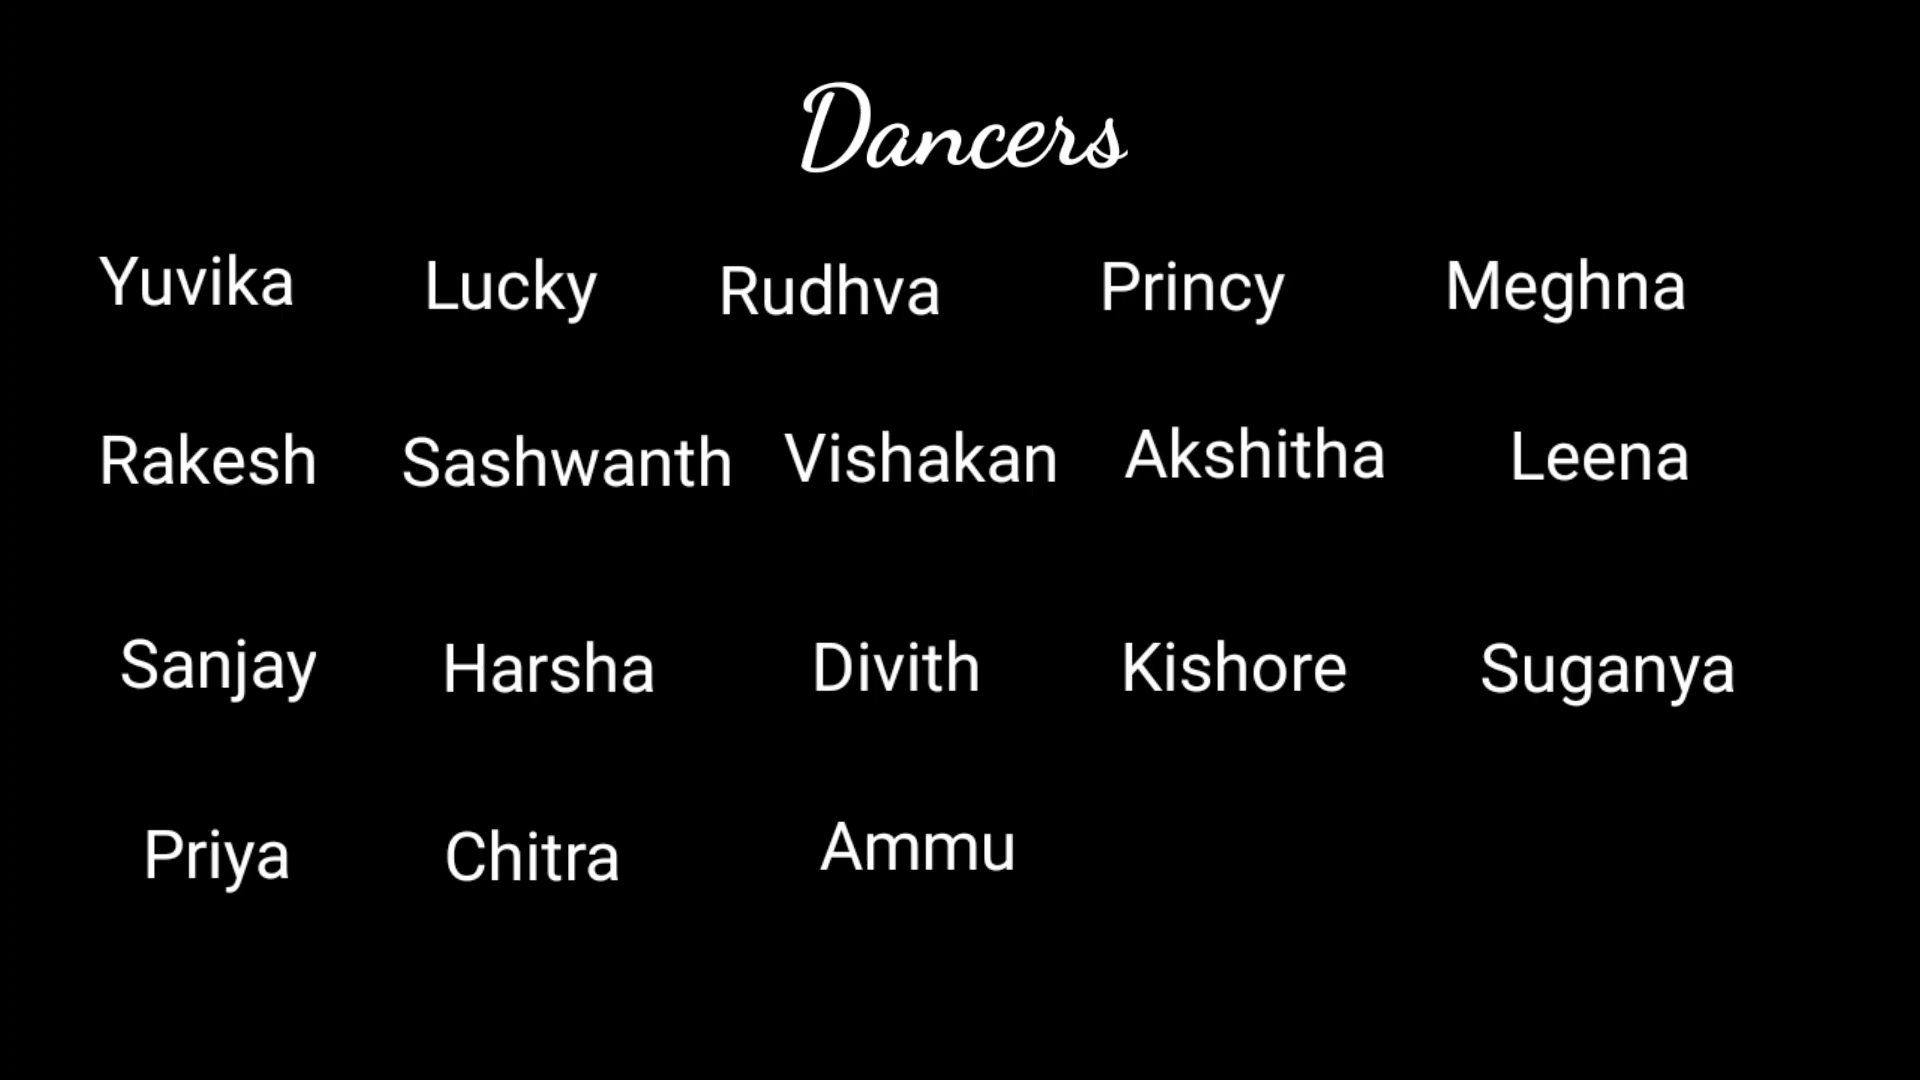 Dancers
Yuvika Lucky Rudhva Princy Meghna
Rakesh Sashwanth Vishakan Akshitha Leena
Sanjay Harsha Divith Kishore Suganya
Priya Chitra Ammu